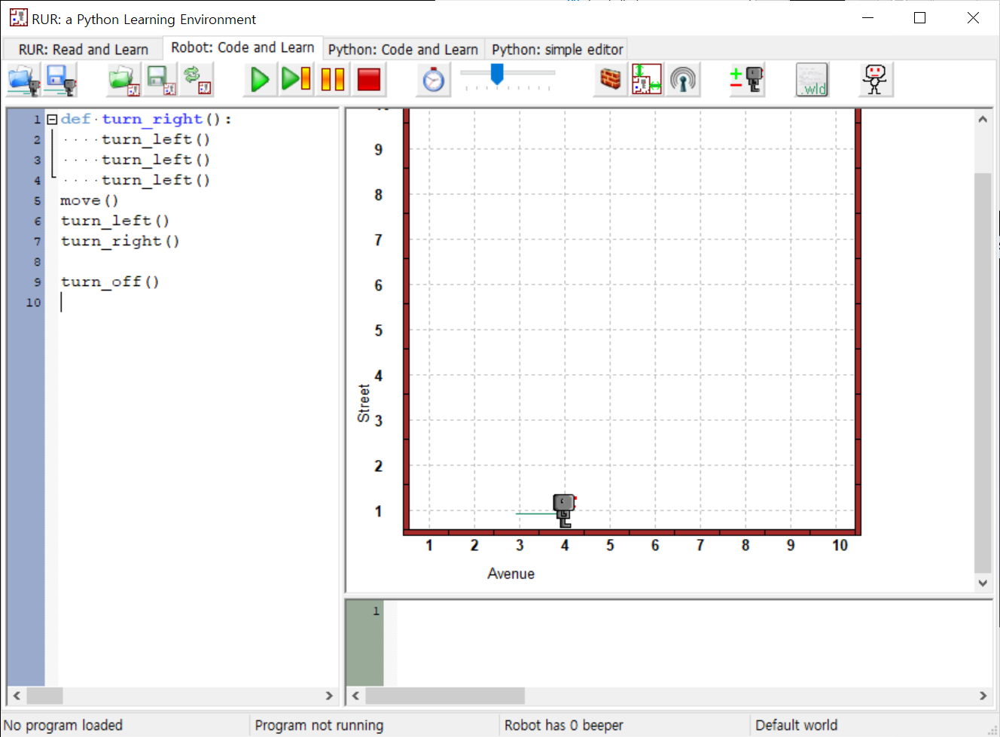 RUR: a Python Learning Environment
RUR: Read and Learn
Robot: Code and Learn
Python: Code and Learn
Python: simple editor
.wld
1 def turn_right():
2 ····turn_left()
3 ····turn_left()
4 ····turn_left()
5 move()
6 turn_left()
7 turn_right()
8
9 turn_off()
10
9
8
7
6
5
4
3
2
1
Street
1 2 3 4 5 6 7 8 9 10
Avenue
1
No program loaded
Program not running
Robot has 0 beeper
Default world